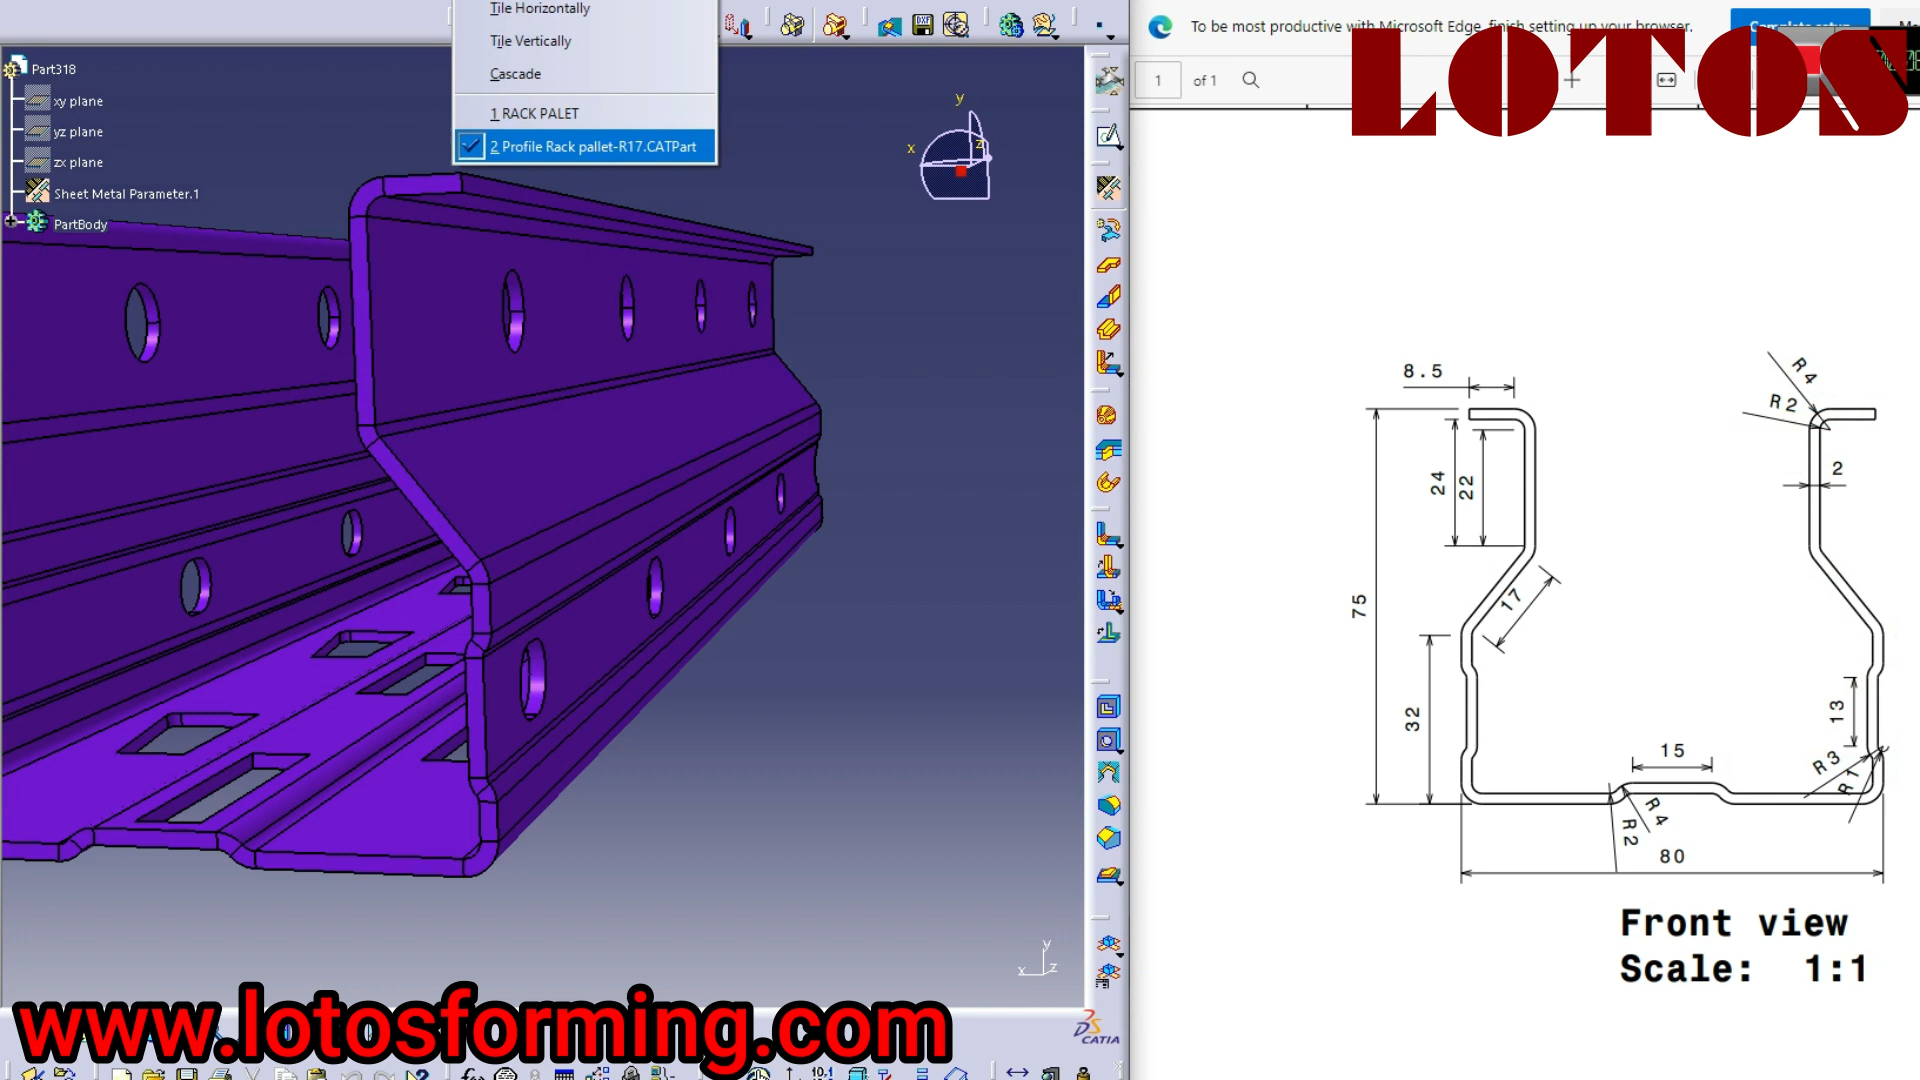 Tile Horizontally
Tile Vertically
Cascade
1 RACK PALET
2 Profile Rack pallet-R17.CATPart
Part318
xy plane
yz plane
zx plane
Sheet Metal Parameter.1
PartBody
y
x
z
y
x
z
DS
CATIA
www.lotosforming.com
To be most productive with Microsoft Edge, finish setting up your browser.
1
of 1
LOTOS
8.5
R4
R2
24
22
2
75
17
32
13
15
R3
R1
R4
R2
80
Front view
Scale: 1:1